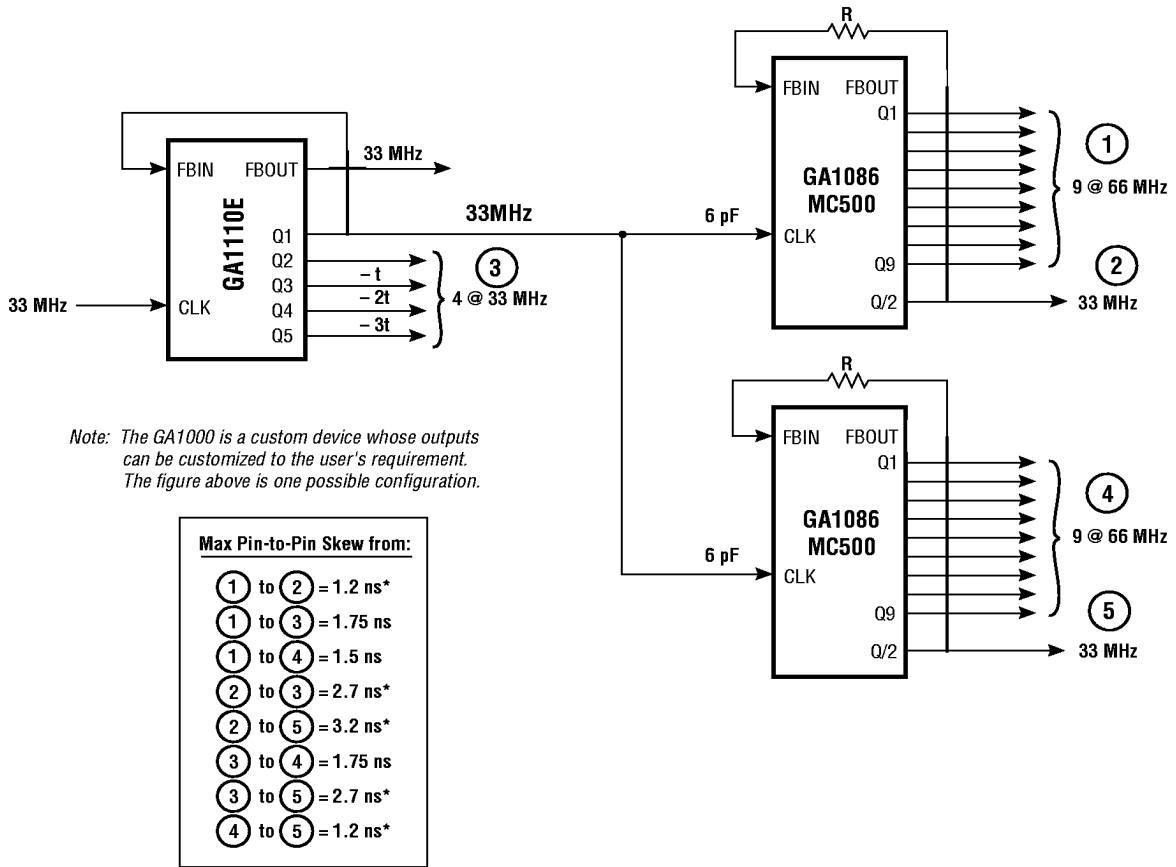 R
FBIN FBOUT
Q1
GA1086
MC500
CLK
Q9
Q/2
1
9 @ 66 MHz
2
33 MHz
FBIN FBOUT
33 MHz
GA1110E
Q1
33MHz
6 pF
Q2
Q3
– t
Q4
– 2t
Q5
– 3t
3
4 @ 33 MHz
33 MHz
CLK
R
FBIN FBOUT
Q1
GA1086
MC500
6 pF
CLK
Q9
Q/2
4
9 @ 66 MHz
5
33 MHz
Note: The GA1000 is a custom device whose outputs
can be customized to the user's requirement.
The figure above is one possible configuration.
Max Pin-to-Pin Skew from:
1 to 2 = 1.2 ns*
1 to 3 = 1.75 ns
1 to 4 = 1.5 ns
2 to 3 = 2.7 ns*
2 to 5 = 3.2 ns*
3 to 4 = 1.75 ns
3 to 5 = 2.7 ns*
4 to 5 = 1.2 ns*